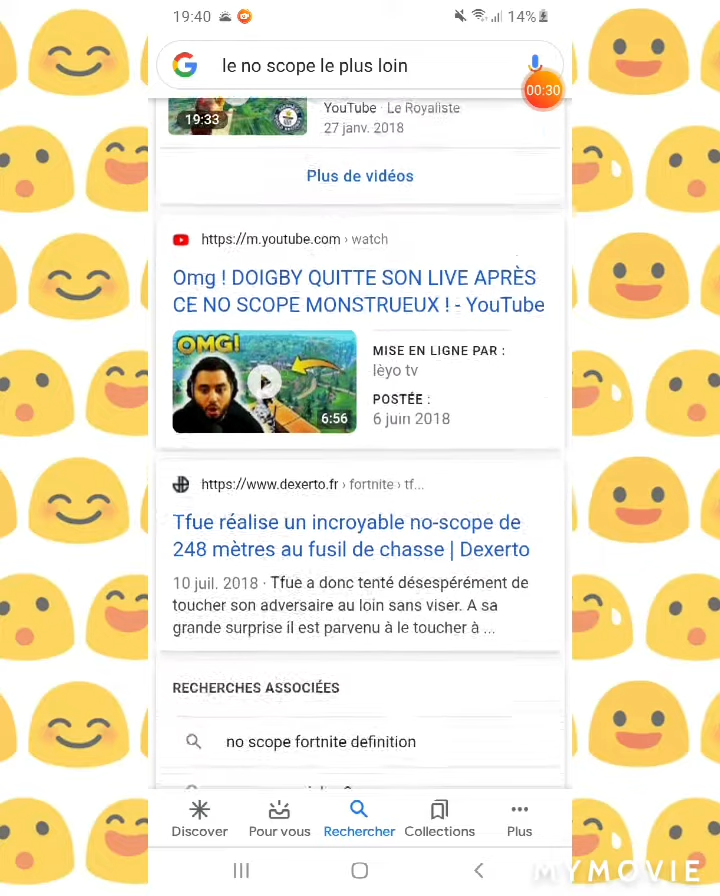 19:40
14%
le no scope le plus loin
00:30
19:33
YouTube · Le Royaliste
27 janv. 2018
Plus de vidéos
https://m.youtube.com › watch
Omg ! DOIGBY QUITTE SON LIVE APRÈS
CE NO SCOPE MONSTRUEUX ! - YouTube
OMG!
6:56
MISE EN LIGNE PAR :
lèyo tv
POSTÉE :
6 juin 2018
https://www.dexerto.fr › fortnite › tf...
Tfue réalise un incroyable no-scope de
248 mètres au fusil de chasse | Dexerto
10 juil. 2018 · Tfue a donc tenté désespérément de
toucher son adversaire au loin sans viser. A sa
grande surprise il est parvenu à le toucher à ...
RECHERCHES ASSOCIÉES
no scope fortnite definition
Discover Pour vous Rechercher Collections Plus
MYMOVIE